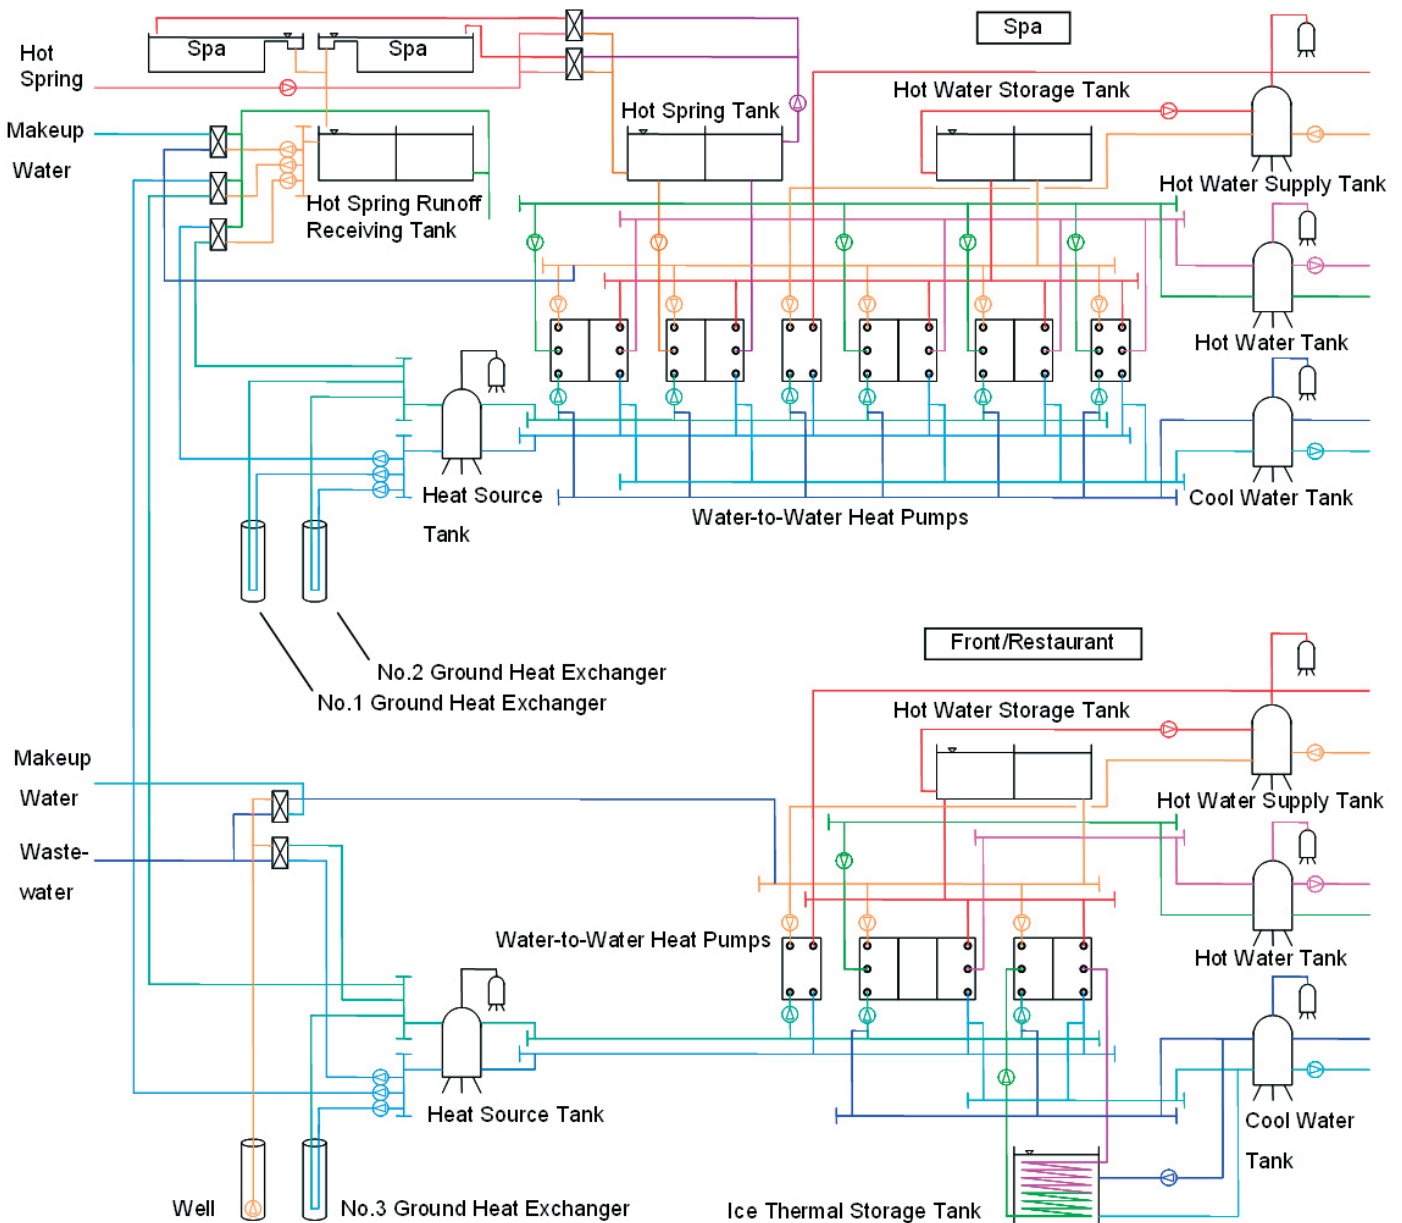 Spa
Spa
Spa
Hot
Spring
Hot Spring Tank
Hot Water Storage Tank
Makeup
Water
Hot Water Supply Tank
Hot Spring Runoff
Receiving Tank
Hot Water Tank
Heat Source
Tank
Cool Water Tank
Water-to-Water Heat Pumps
Front/Restaurant
No.2 Ground Heat Exchanger
No.1 Ground Heat Exchanger
Hot Water Storage Tank
Makeup
Water
Hot Water Supply Tank
Waste-
water
Water-to-Water Heat Pumps
Hot Water Tank
Heat Source Tank
Cool Water
Tank
Well
No.3 Ground Heat Exchanger
Ice Thermal Storage Tank